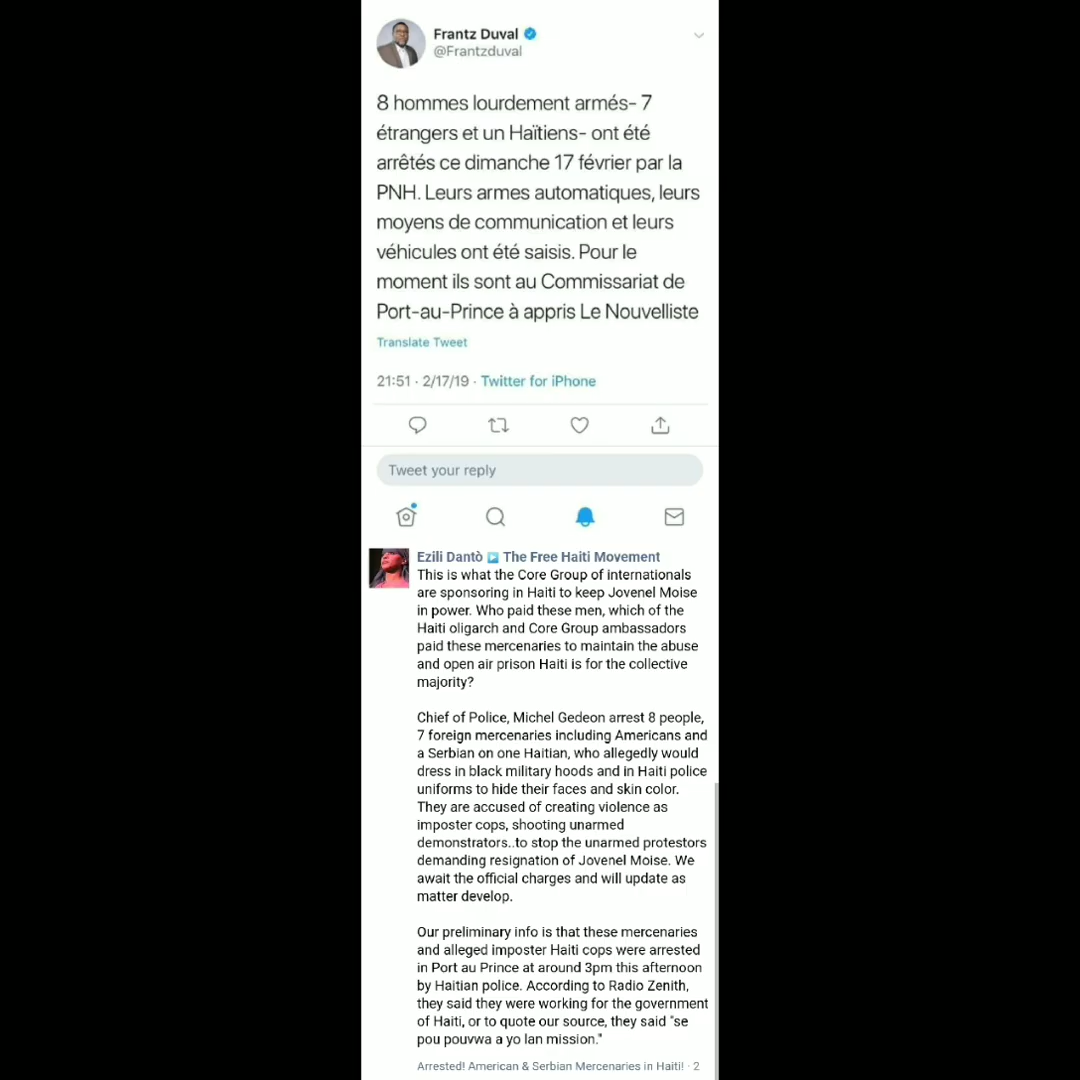 Frantz Duval
@Frantzduval
8 hommes lourdement armés- 7
étrangers et un Haïtiens- ont été
arrêtés ce dimanche 17 février par la
PNH. Leurs armes automatiques, leurs
moyens de communication et leurs
véhicules ont été saisis. Pour le
moment ils sont au Commissariat de
Port-au-Prince à appris Le Nouvelliste
Translate Tweet
21:51 · 2/17/19 · Twitter for iPhone
Tweet your reply
Ezili Dantò ▶ The Free Haiti Movement
This is what the Core Group of internationals
are sponsoring in Haiti to keep Jovenel Moise
in power. Who paid these men, which of the
Haiti oligarch and Core Group ambassadors
paid these mercenaries to maintain the abuse
and open air prison Haiti is for the collective
majority?
Chief of Police, Michel Gedeon arrest 8 people,
7 foreign mercenaries including Americans and
a Serbian on one Haitian, who allegedly would
dress in black military hoods and in Haiti police
uniforms to hide their faces and skin color.
They are accused of creating violence as
imposter cops, shooting unarmed
demonstrators..to stop the unarmed protestors
demanding resignation of Jovenel Moise. We
await the official charges and will update as
matter develop.
Our preliminary info is that these mercenaries
and alleged imposter Haiti cops were arrested
in Port au Prince at around 3pm this afternoon
by Haitian police. According to Radio Zenith,
they said they were working for the government
of Haiti, or to quote our source, they said "se
pou pouvwa a yo lan mission."
Arrested! American & Serbian Mercenaries in Haiti! · 2